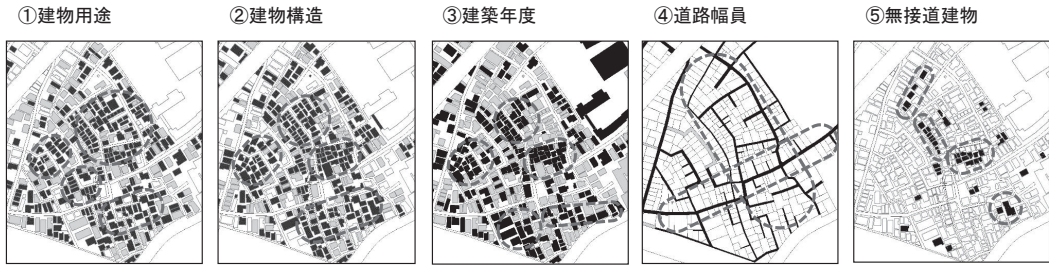 ①建物用途
②建物構造
③建築年度
④道路幅員
⑤無接道建物